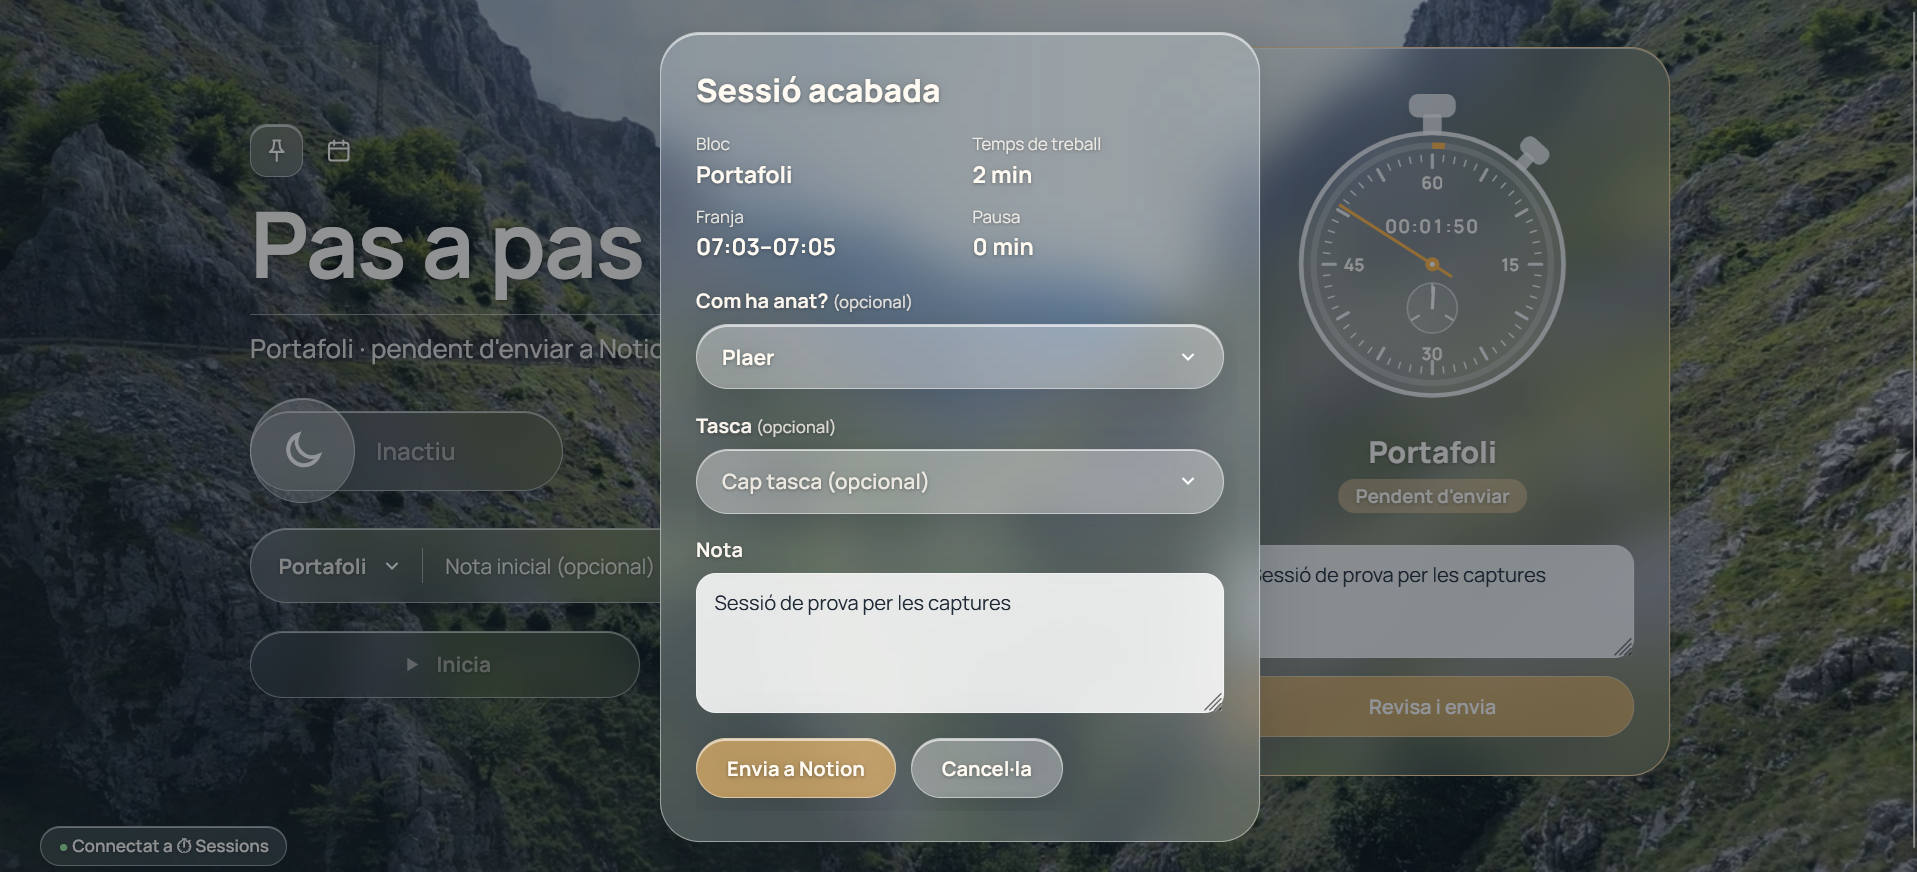 Pas a pas
Portafoli · pendent d'enviar a
Inactiu
Portafoli
Nota inicial (opcional)
Inicia
Connectat a ⏱ Sessions
Sessió acabada
Bloc
Portafoli
Temps de treball
2 min
Franja
07:03–07:05
Pausa
0 min
Com ha anat? (opcional)
Plaer
Tasca (opcional)
Cap tasca (opcional)
Nota
Sessió de prova per les captures
Envia a Notion
Cancel·la
60
00:01:50
45
15
30
Portafoli
Pendent d'enviar
de prova per les captures
Revisa i envia